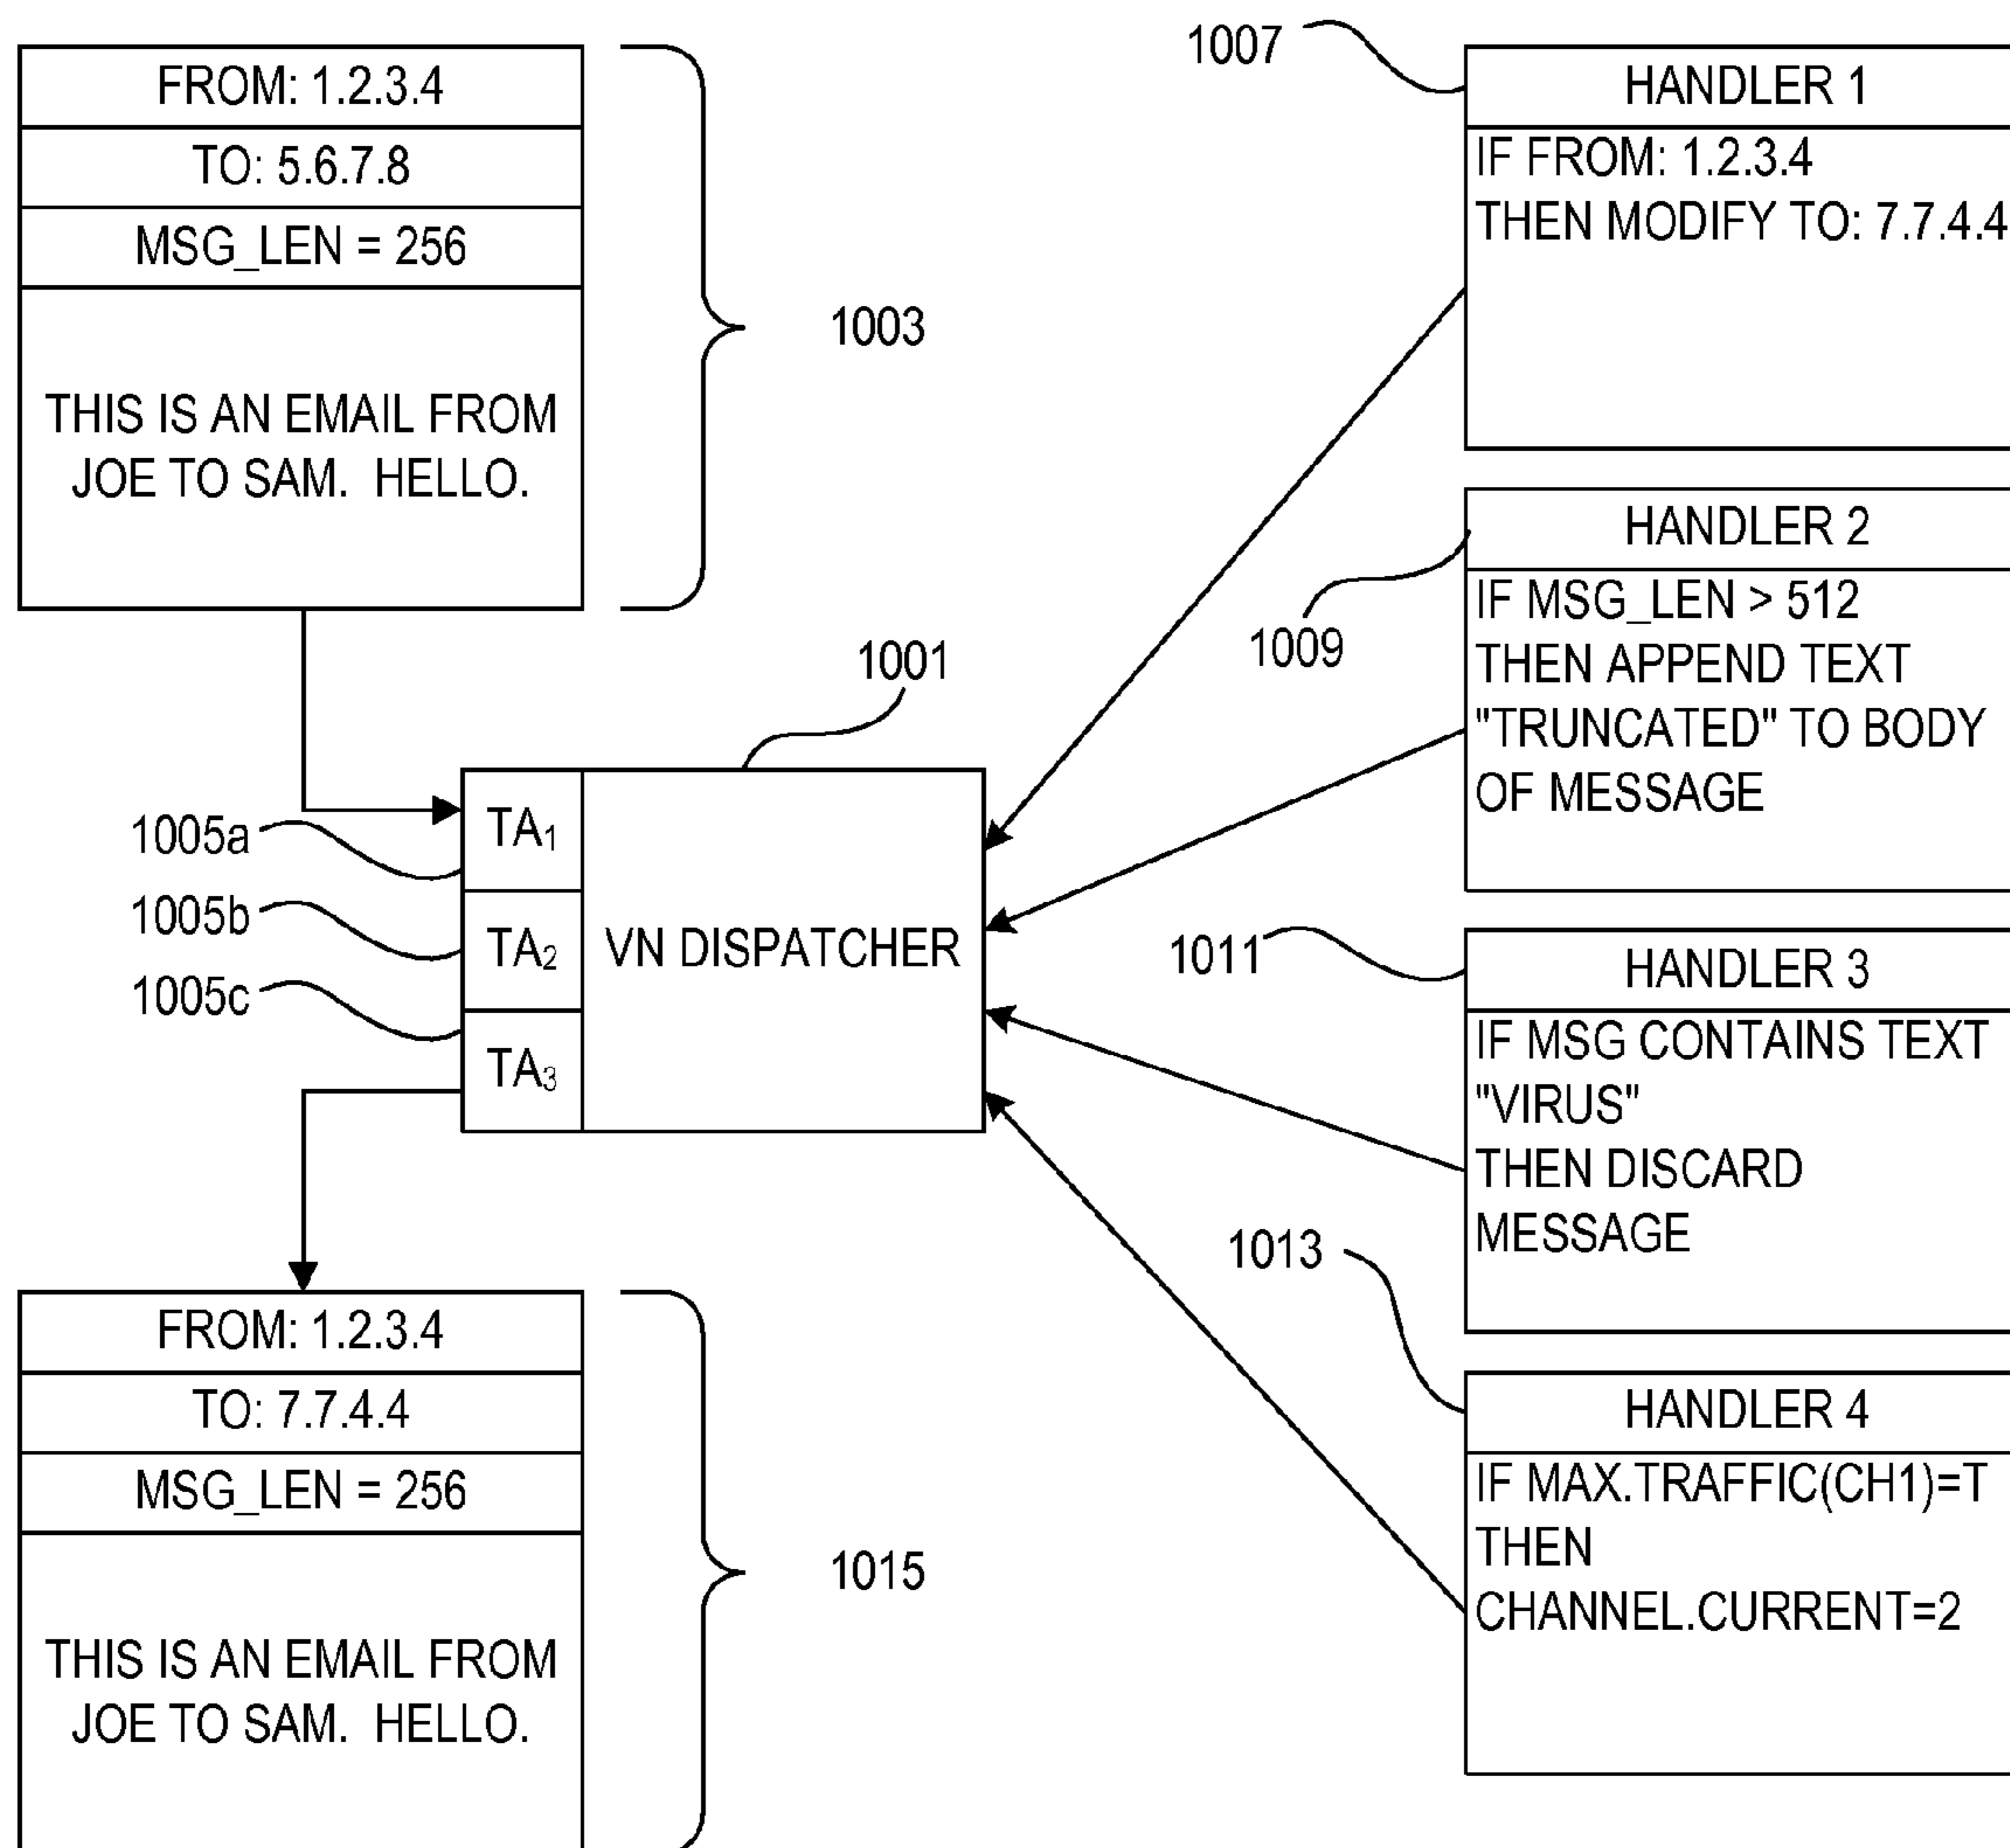 FROM: 1.2.3.4
TO: 5.6.7.8
MSG_LEN = 256
THIS IS AN EMAIL FROM
JOE TO SAM.  HELLO.
1003
1007
HANDLER 1
IF FROM: 1.2.3.4
THEN MODIFY TO: 7.7.4.4
1009
HANDLER 2
IF MSG_LEN > 512
THEN APPEND TEXT
"TRUNCATED" TO BODY
OF MESSAGE
1001
1005a
1005b
1005c
TA1
TA2
TA3
VN DISPATCHER
1011
HANDLER 3
IF MSG CONTAINS TEXT
"VIRUS"
THEN DISCARD
MESSAGE
1013
HANDLER 4
IF MAX.TRAFFIC(CH1)=T
THEN
CHANNEL.CURRENT=2
FROM: 1.2.3.4
TO: 7.7.4.4
MSG_LEN = 256
THIS IS AN EMAIL FROM
JOE TO SAM.  HELLO.
1015